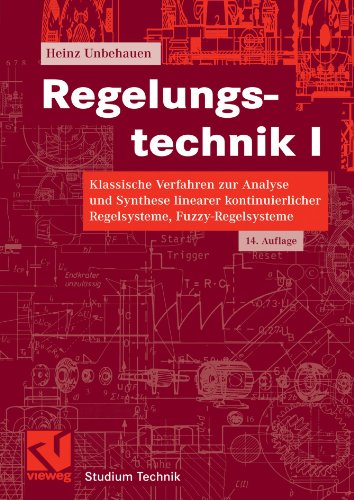 Heinz Unbehauen
Regelungs-
technik I
Klassische Verfahren zur Analyse
und Synthese linearer kontinuierlicher
Regelsysteme, Fuzzy-Regelsysteme
14. Auflage
Start
Trigger
Reset
Endkräfter
unzulässig
T=R·C
vieweg
Studium Technik